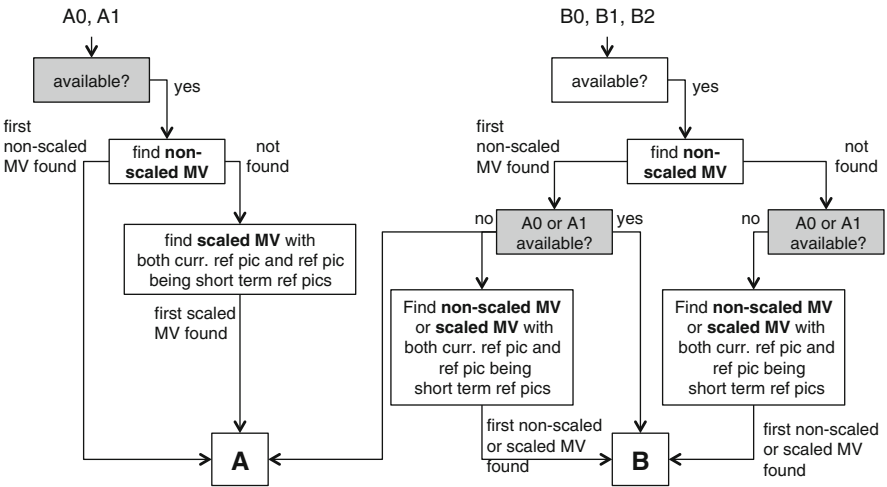 A0, A1
available?
yes
first
non-scaled
MV found
find non-
scaled MV
not
found
find scaled MV with
both curr. ref pic and ref pic
being short term ref pics
first scaled
MV found
A
B0, B1, B2
available?
yes
first
non-scaled
MV found
find non-
scaled MV
not
found
no
A0 or A1
available?
yes
no
A0 or A1
available?
Find non-scaled MV
or scaled MV with
both curr. ref pic and
ref pic being
short term ref pics
Find non-scaled MV
or scaled MV with
both curr. ref pic and
ref pic being
short term ref pics
first non-scaled
or scaled MV
found
B
first non-scaled
or scaled MV
found